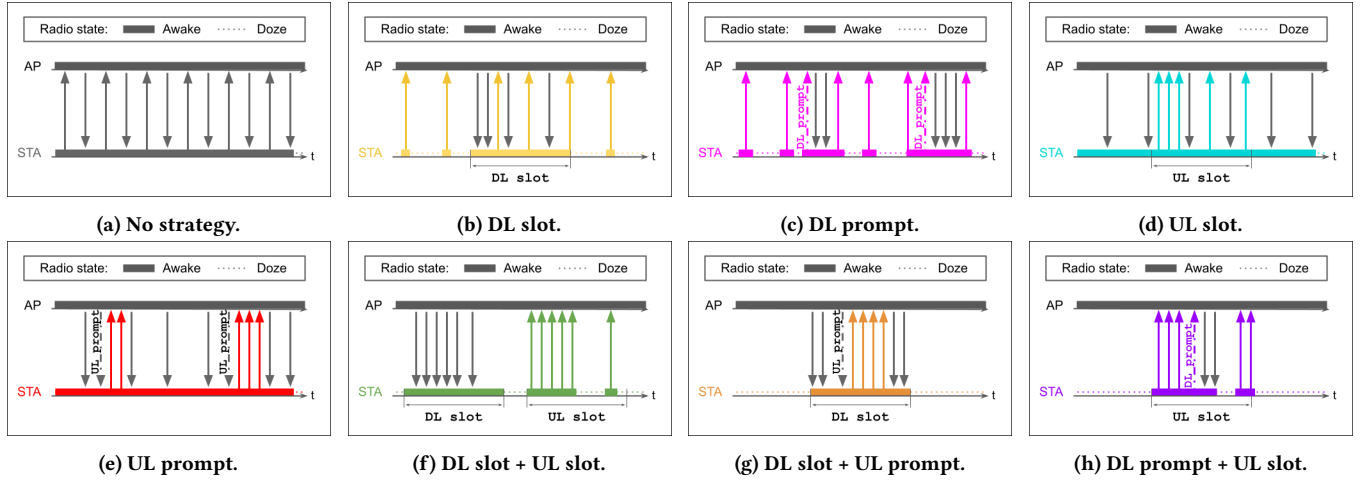 Radio state: Awake Doze
AP
STA t
(a) No strategy.
Radio state: Awake Doze
AP
STA t
DL slot
(b) DL slot.
Radio state: Awake Doze
AP
DL_prompt DL_prompt
STA t
(c) DL prompt.
Radio state: Awake Doze
AP
STA t
UL slot
(d) UL slot.
Radio state: Awake Doze
AP
UL_prompt UL_prompt
STA t
(e) UL prompt.
Radio state: Awake Doze
AP
STA t
DL slot UL slot
(f) DL slot + UL slot.
Radio state: Awake Doze
AP
UL_prompt
STA t
DL slot
(g) DL slot + UL prompt.
Radio state: Awake Doze
AP
DL_prompt
STA t
UL slot
(h) DL prompt + UL slot.